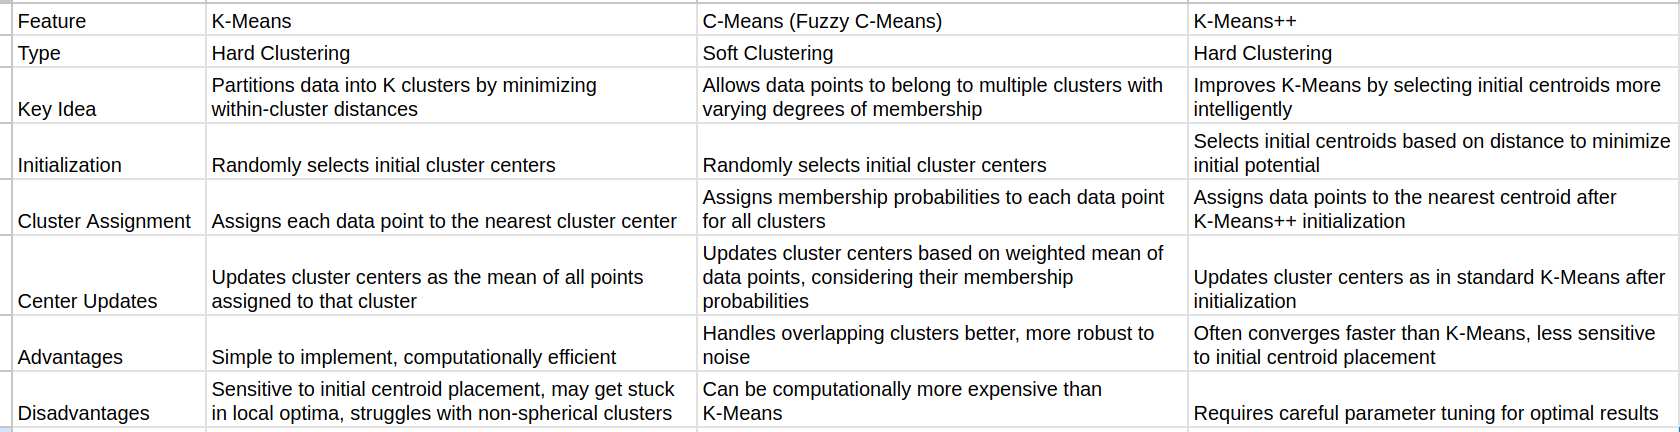 Feature K-Means C-Means (Fuzzy C-Means) K-Means++
Type Hard Clustering Soft Clustering Hard Clustering
Key Idea
Partitions data into K clusters by minimizing
within-cluster distances
Allows data points to belong to multiple clusters with
varying degrees of membership
Improves K-Means by selecting initial centroids more
intelligently
Initialization
Randomly selects initial cluster centers
Randomly selects initial cluster centers
Selects initial centroids based on distance to minimize
initial potential
Cluster Assignment
Assigns each data point to the nearest cluster center
Assigns membership probabilities to each data point
for all clusters
Assigns data points to the nearest centroid after
K-Means++ initialization
Center Updates
Updates cluster centers as the mean of all points
assigned to that cluster
Updates cluster centers based on weighted mean of
data points, considering their membership
probabilities
Updates cluster centers as in standard K-Means after
initialization
Advantages
Simple to implement, computationally efficient
Handles overlapping clusters better, more robust to
noise
Often converges faster than K-Means, less sensitive
to initial centroid placement
Disadvantages
Sensitive to initial centroid placement, may get stuck
in local optima, struggles with non-spherical clusters
Can be computationally more expensive than
K-Means
Requires careful parameter tuning for optimal results